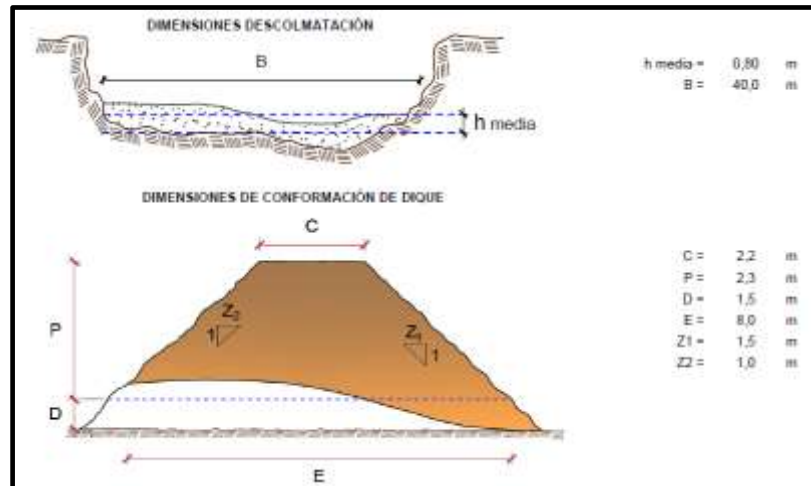 DIMENSIONES DESCOLMATACIÓN
B
h media
h media = 0,80 m
B = 40,0 m
DIMENSIONES DE CONFORMACIÓN DE DIQUE
C
P
D
E
Z2
1
Z1
1
C = 2,2 m
P = 2,3 m
D = 1,5 m
E = 8,0 m
Z1 = 1,5 m
Z2 = 1,0 m